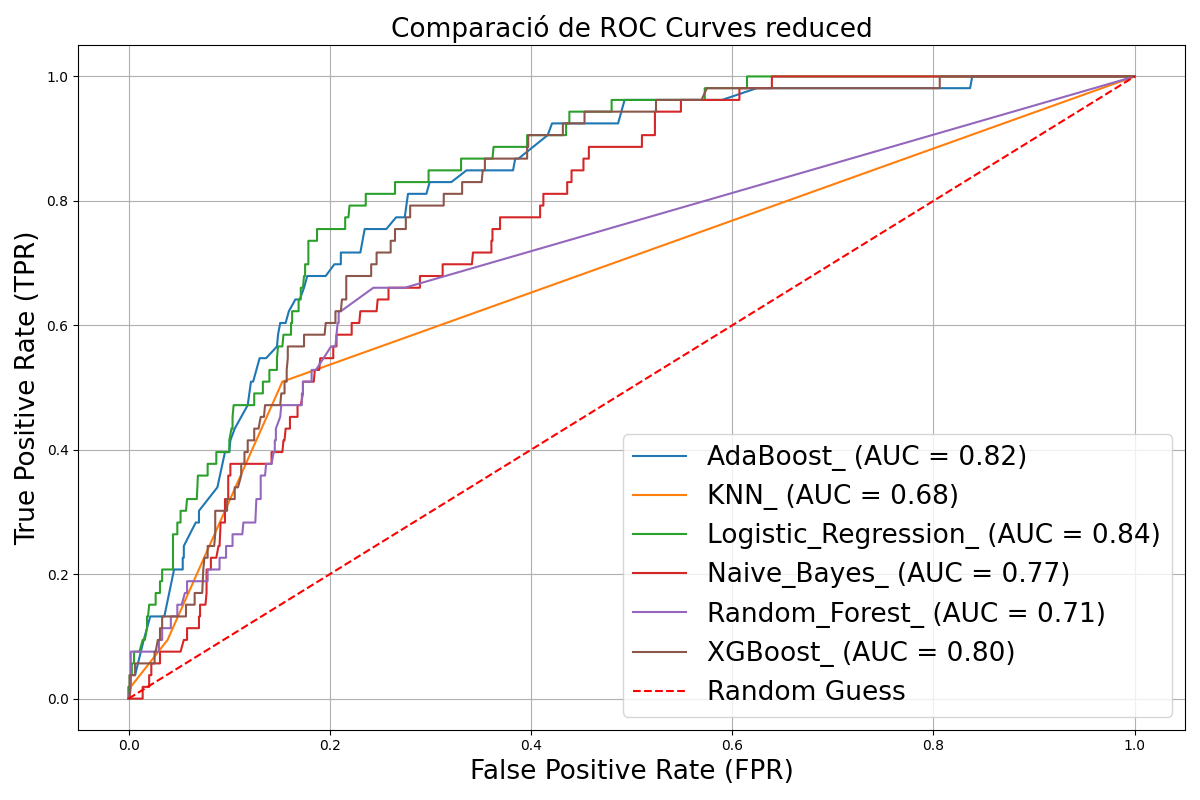 Comparació de ROC Curves reduced
True Positive Rate (TPR)
1.0
0.8
0.6
0.4
0.2
0.0
AdaBoost_ (AUC = 0.82)
KNN_ (AUC = 0.68)
Logistic_Regression_ (AUC = 0.84)
Naive_Bayes_ (AUC = 0.77)
Random_Forest_ (AUC = 0.71)
XGBoost_ (AUC = 0.80)
Random Guess
0.0 0.2 0.4 0.6 0.8 1.0
False Positive Rate (FPR)